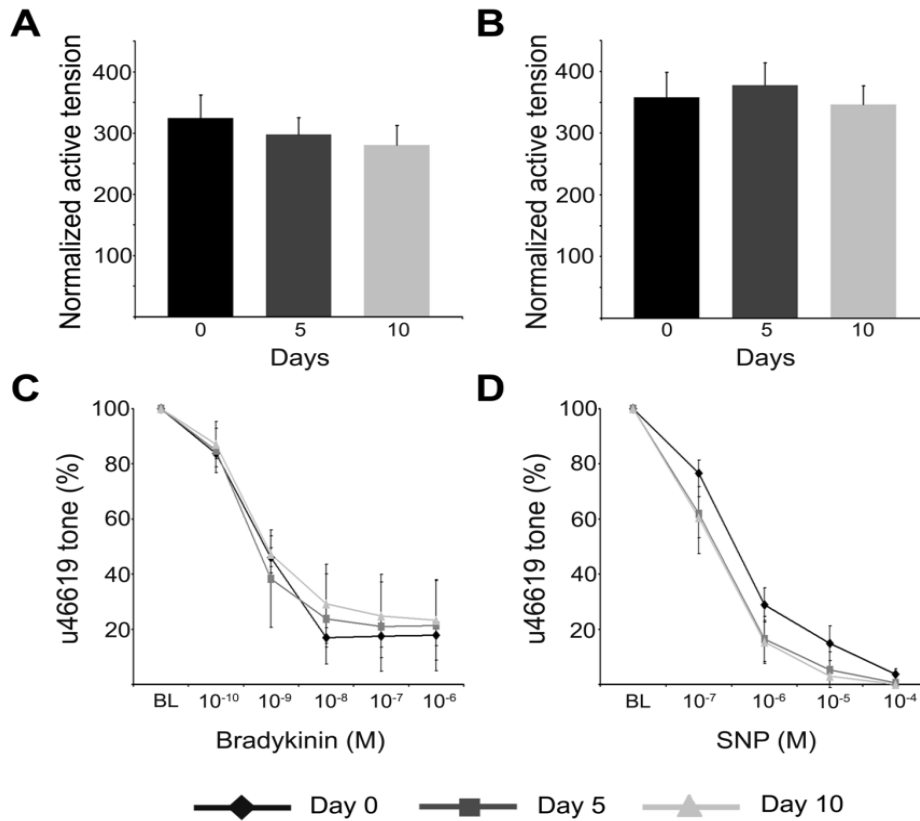 A
Normalized active tension
400
300
200
100
0 5 10
Days
B
Normalized active tension
400
300
200
100
0 5 10
Days
C
u46619 tone (%)
100
80
60
40
20
BL 10⁻¹⁰ 10⁻⁹ 10⁻⁸ 10⁻⁷ 10⁻⁶
Bradykinin (M)
D
u46619 tone (%)
100
80
60
40
20
BL 10⁻⁷ 10⁻⁶ 10⁻⁵ 10⁻⁴
SNP (M)
Day 0 Day 5 Day 10